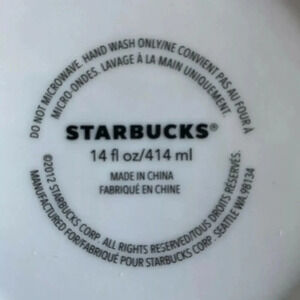 DO NOT MICROWAVE. HAND WASH ONLY/NE CONVIENT PAS AU FOUR À
MICRO-ONDES. LAVAGE À LA MAIN UNIQUEMENT.
STARBUCKS®
14 fl oz/414 ml
MADE IN CHINA
FABRIQUÉ EN CHINE
©2012 STARBUCKS CORP. ALL RIGHTS RESERVED/TOUS DROITS RÉSERVÉS.
MANUFACTURED FOR/FABRIQUÉ POUR STARBUCKS CORP. SEATTLE WA 98134